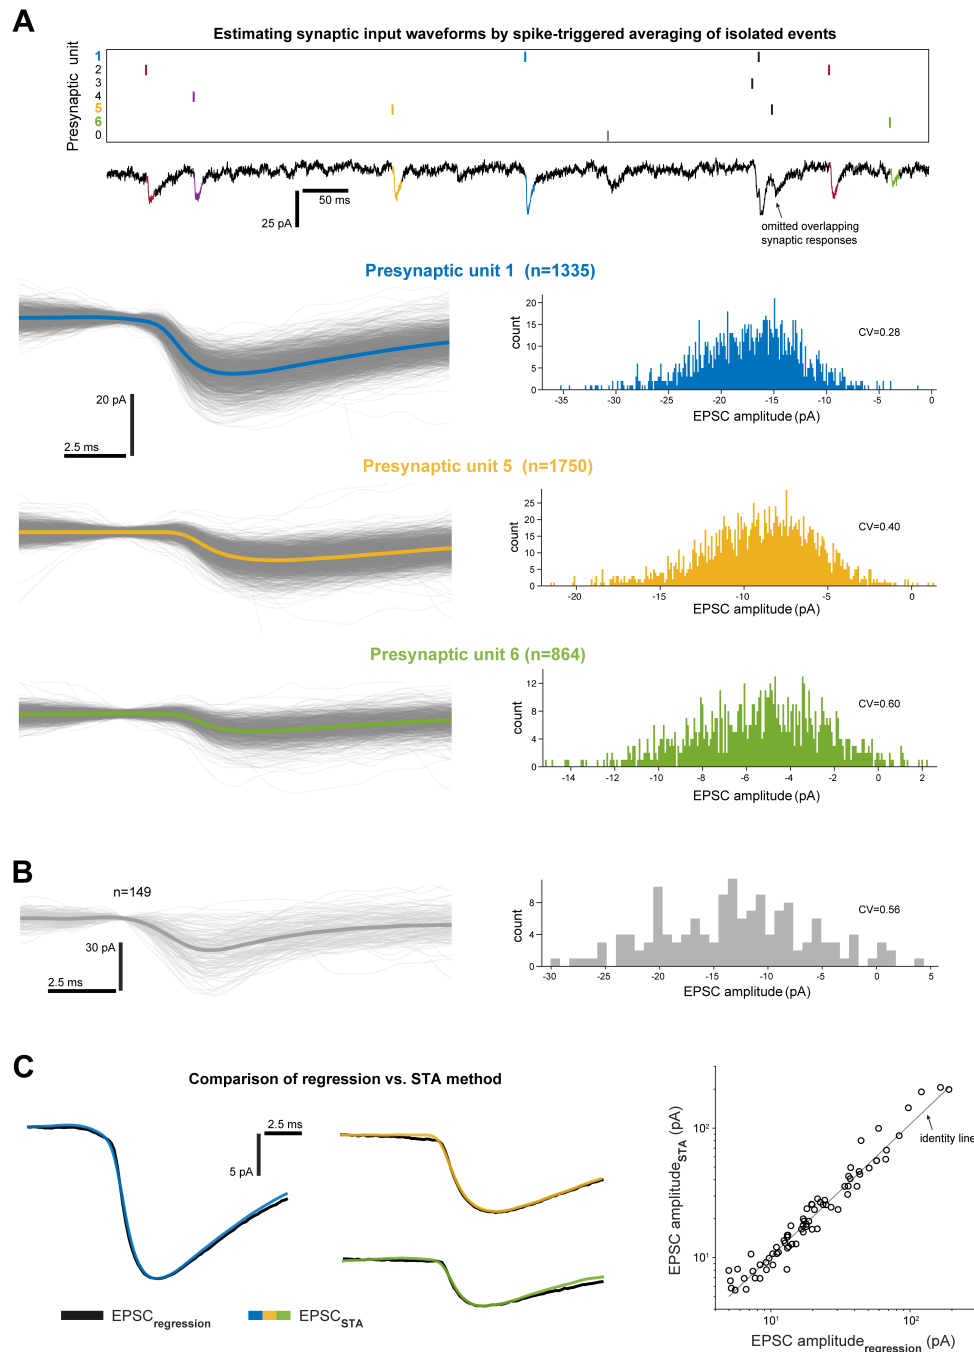 A
Estimating synaptic input waveforms by spike-triggered averaging of isolated events
Presynaptic unit
1
2
3
4
5
6
0
50 ms
25 pA
omitted overlapping
synaptic responses
Presynaptic unit 1 (n=1335)
20 pA
2.5 ms
count
20
15
10
5
0
CV=0.28
-35 -30 -25 -20 -15 -10 -5 0
EPSC amplitude (pA)
Presynaptic unit 5 (n=1750)
count
25
20
15
10
5
0
CV=0.40
-20 -15 -10 -5 0
EPSC amplitude (pA)
Presynaptic unit 6 (n=864)
count
12
8
4
0
CV=0.60
-14 -12 -10 -8 -6 -4 -2 0 2
EPSC amplitude (pA)
B
n=149
30 pA
2.5 ms
count
8
4
0
CV=0.56
-30 -25 -20 -15 -10 -5 0 5
EPSC amplitude (pA)
C
Comparison of regression vs. STA method
2.5 ms
5 pA
EPSCregression
EPSCSTA
EPSC amplitudeSTA (pA)
10²
10¹
identity line
10¹ 10²
EPSC amplituderegression (pA)